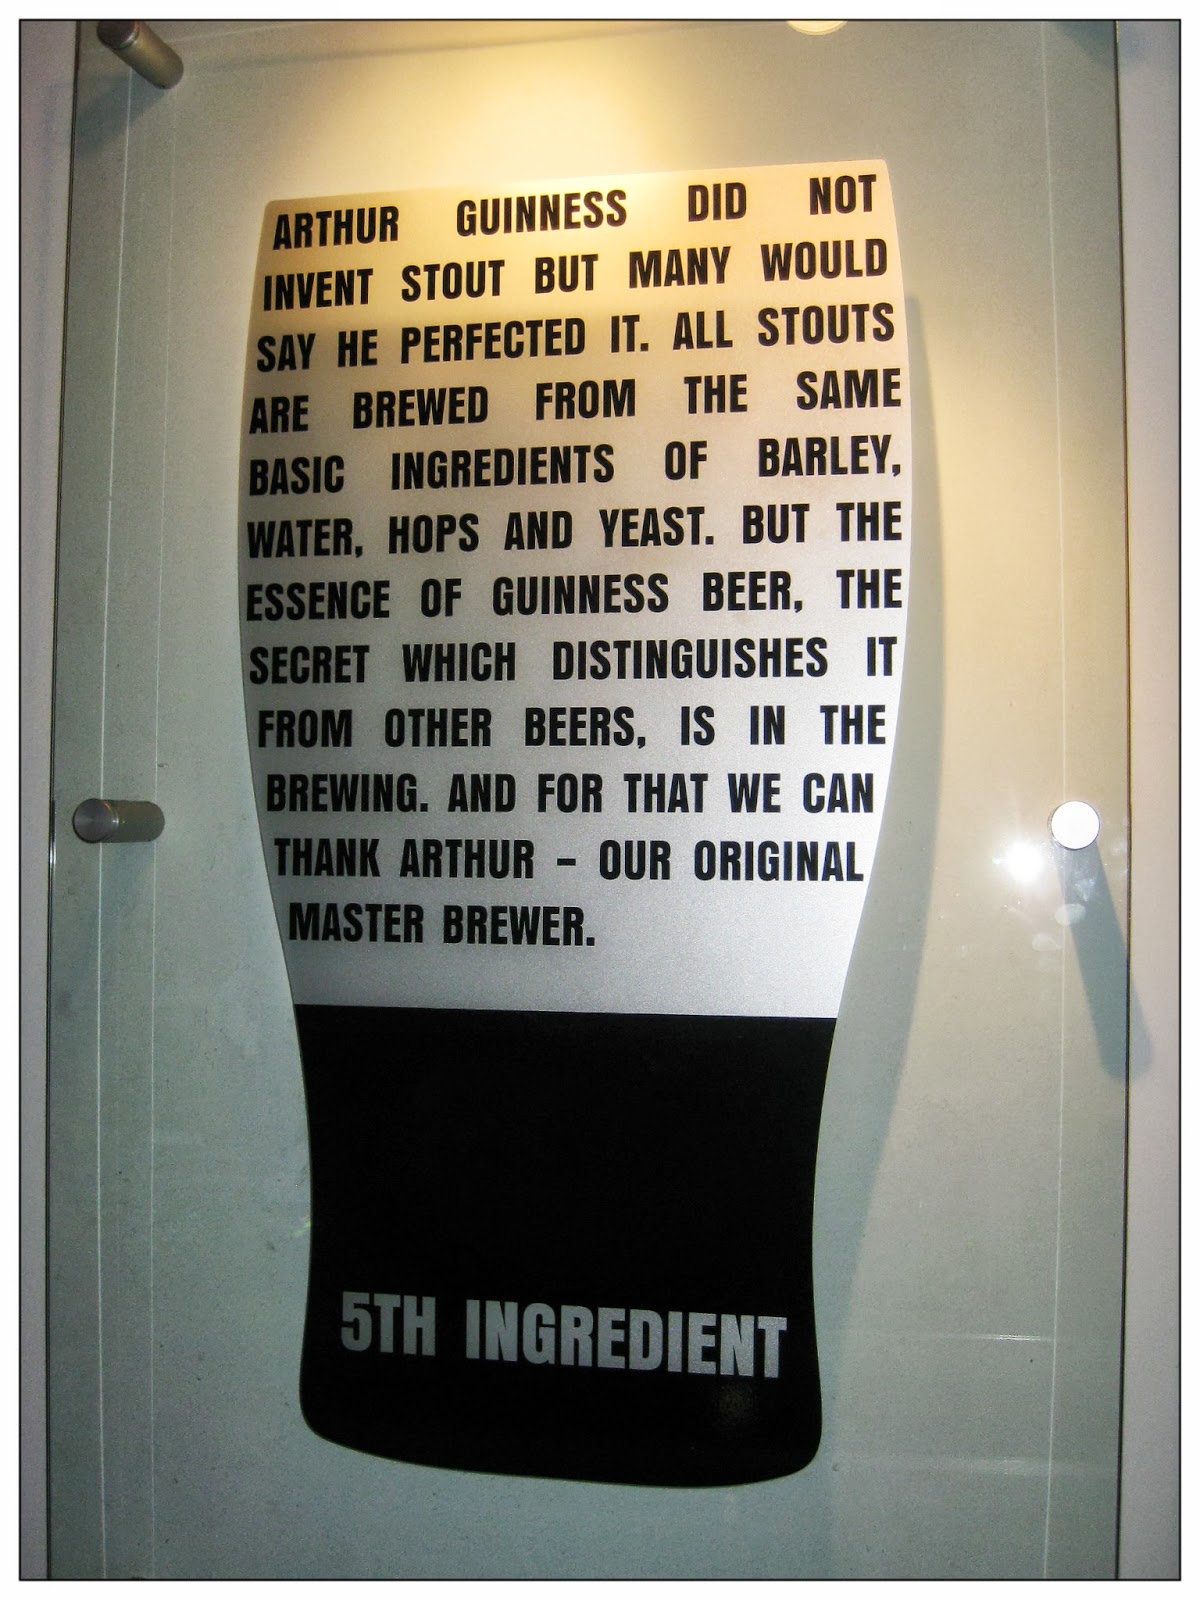 ARTHUR GUINNESS DID NOT
INVENT STOUT BUT MANY WOULD
SAY HE PERFECTED IT. ALL STOUTS
ARE BREWED FROM THE SAME
BASIC INGREDIENTS OF BARLEY,
WATER, HOPS AND YEAST. BUT THE
ESSENCE OF GUINNESS BEER, THE
SECRET WHICH DISTINGUISHES IT
FROM OTHER BEERS, IS IN THE
BREWING. AND FOR THAT WE CAN
THANK ARTHUR – OUR ORIGINAL
MASTER BREWER.
5TH INGREDIENT